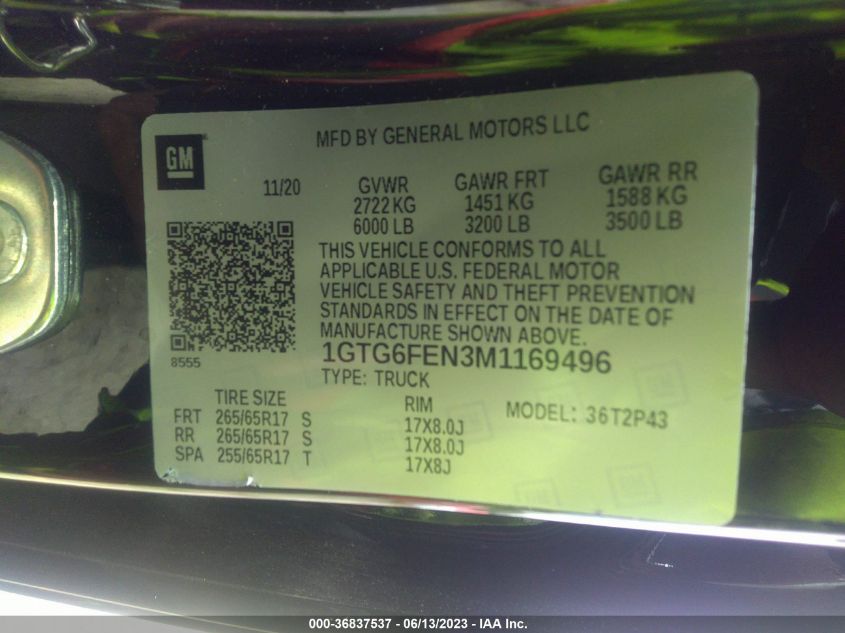 MFD BY GENERAL MOTORS LLC
GM
11/20 GVWR GAWR FRT GAWR RR
2722 KG 1451 KG 1588 KG
6000 LB 3200 LB 3500 LB
THIS VEHICLE CONFORMS TO ALL
APPLICABLE U.S. FEDERAL MOTOR
VEHICLE SAFETY AND THEFT PREVENTION
STANDARDS IN EFFECT ON THE DATE OF
MANUFACTURE SHOWN ABOVE.
8555
1GTG6FEN3M1169496
TYPE: TRUCK
TIRE SIZE RIM MODEL: 36T2P43
FRT 265/65R17 S 17X8.0J
RR 265/65R17 S 17X8.0J
SPA 255/65R17 T 17X8J
000-36837537 - 06/13/2023 - IAA Inc.